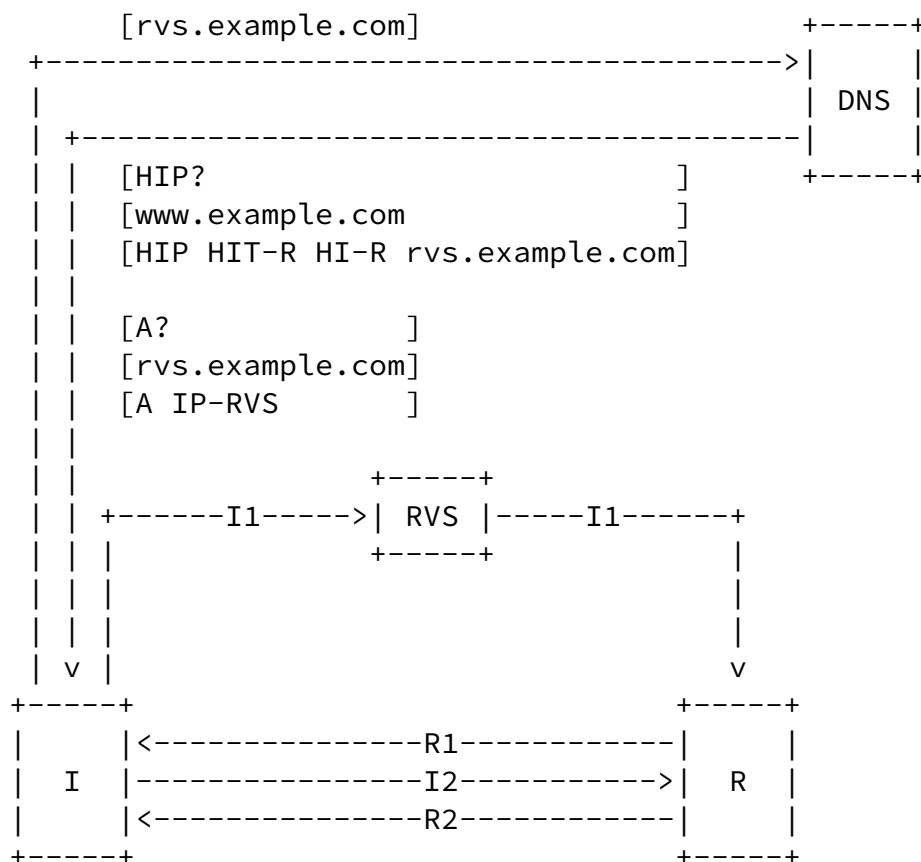 [rvs.example.com]
DNS
[HIP? ]
[www.example.com ]
[HIP HIT-R HI-R rvs.example.com]
[A? ]
[rvs.example.com]
[A IP-RVS ]
I1 RVS I1
R1
I I2 R
R2